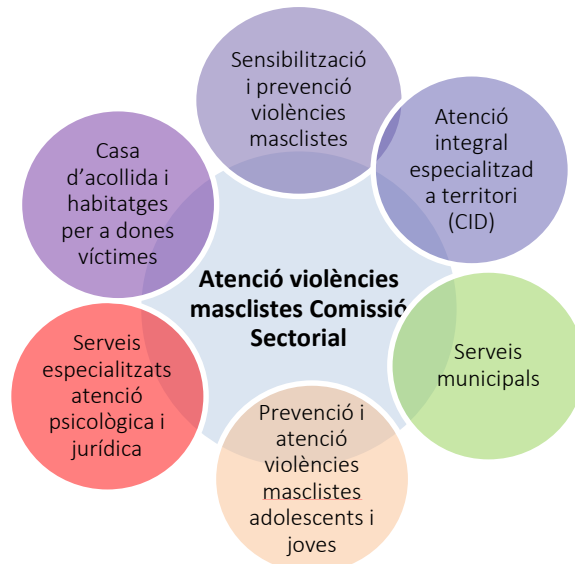 Sensibilització
i prevenció
violències
masclistes
Atenció
integral
especialitzad
a territori
(CID)
Serveis
municipals
Prevenció i
atenció
violències
masclistes
adolescents i
joves
Serveis
especialitzats
atenció
psicològica i
jurídica
Casa
d'acollida i
habitatges
per a dones
víctimes
Atenció violències
masclistes Comissió
Sectorial